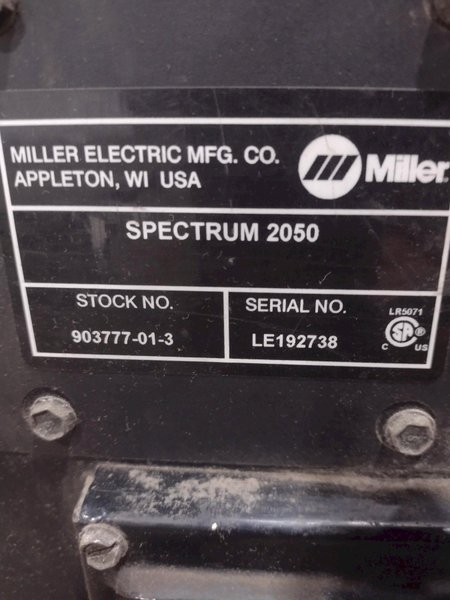 MILLER ELECTRIC MFG. CO.
APPLETON, WI USA
Miller
SPECTRUM 2050
STOCK NO.
903777-01-3
SERIAL NO.
LE192738
LR5071
SA ®
C US